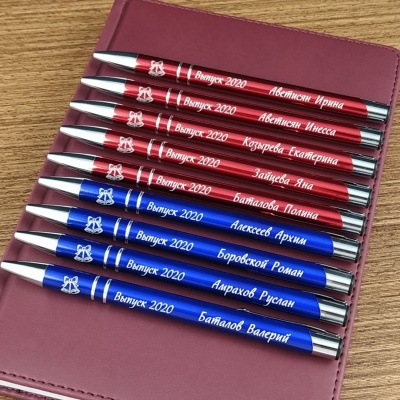 Выпуск 2020 Аветисян Ирина
Выпуск 2020 Аветисян Инесса
Выпуск 2020 Козырева Екатерина
Выпуск 2020 Зайцева Яна
Выпуск 2020 Баталова Полина
Выпуск 2020 Алексеев Архим
Выпуск 2020 Боровской Роман
Выпуск 2020 Амрахов Руслан
Выпуск 2020 Баталов Валерий